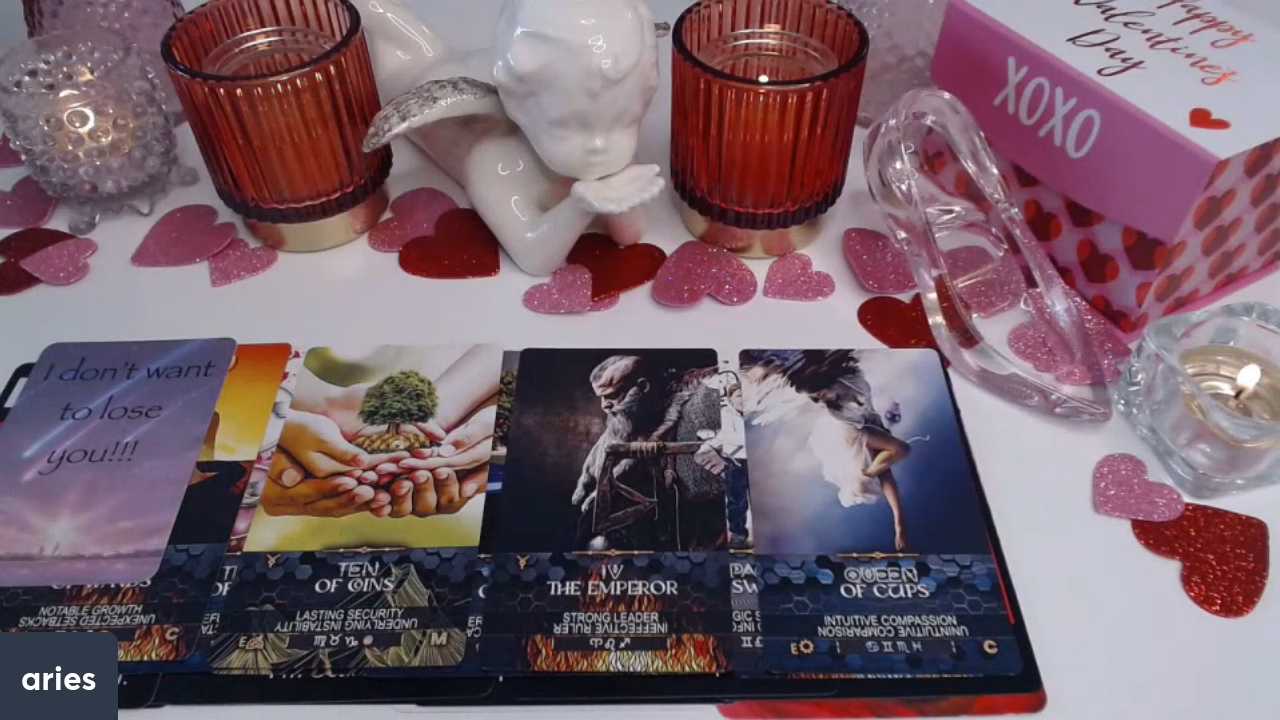 Happy
Valentines
Day
XOXO
I don't want
to lose
you!!!
NOTABLE GROWTH
UNEXPECTED SETBACKS
C
TEN
OF COINS
LASTING SECURITY
UNDERLYING INSTABILITY
E
M
IV
THE EMPEROR
STRONG LEADER
INEFFECTIVE RULER
QUEEN
OF CUPS
INTUITIVE COMPASSION
UNINTUITIVE COMPARISON
E
C
aries